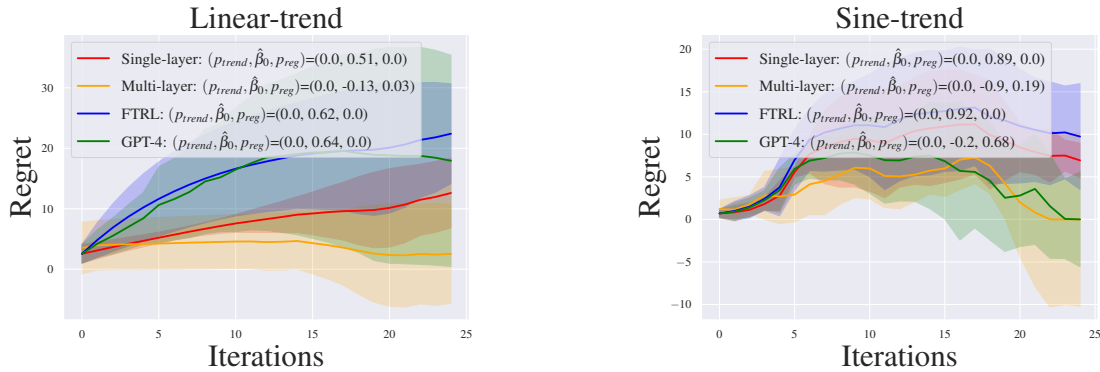 Linear-trend
Single-layer: (p_trend, β̂_0, p_reg)=(0.0, 0.51, 0.0)
Multi-layer: (p_trend, β̂_0, p_reg)=(0.0, -0.13, 0.03)
FTRL: (p_trend, β̂_0, p_reg)=(0.0, 0.62, 0.0)
GPT-4: (p_trend, β̂_0, p_reg)=(0.0, 0.64, 0.0)
30
20
10
0
Regret
0 5 10 15 20 25
Iterations
Sine-trend
Single-layer: (p_trend, β̂_0, p_reg)=(0.0, 0.89, 0.0)
Multi-layer: (p_trend, β̂_0, p_reg)=(0.0, -0.9, 0.19)
FTRL: (p_trend, β̂_0, p_reg)=(0.0, 0.92, 0.0)
GPT-4: (p_trend, β̂_0, p_reg)=(0.0, -0.2, 0.68)
20
15
10
5
0
−5
−10
Regret
0 5 10 15 20 25
Iterations